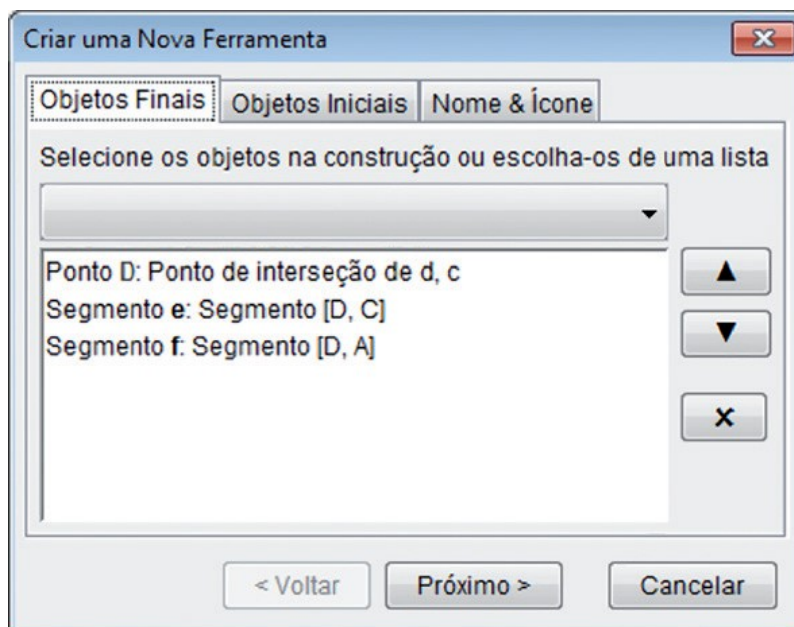 Criar uma Nova Ferramenta
Objetos Finais Objetos Iniciais Nome & Ícone
Selecione os objetos na construção ou escolha-os de uma lista
Ponto D: Ponto de interseção de d, c
Segmento e: Segmento [D, C]
Segmento f: Segmento [D, A]
< Voltar Próximo > Cancelar